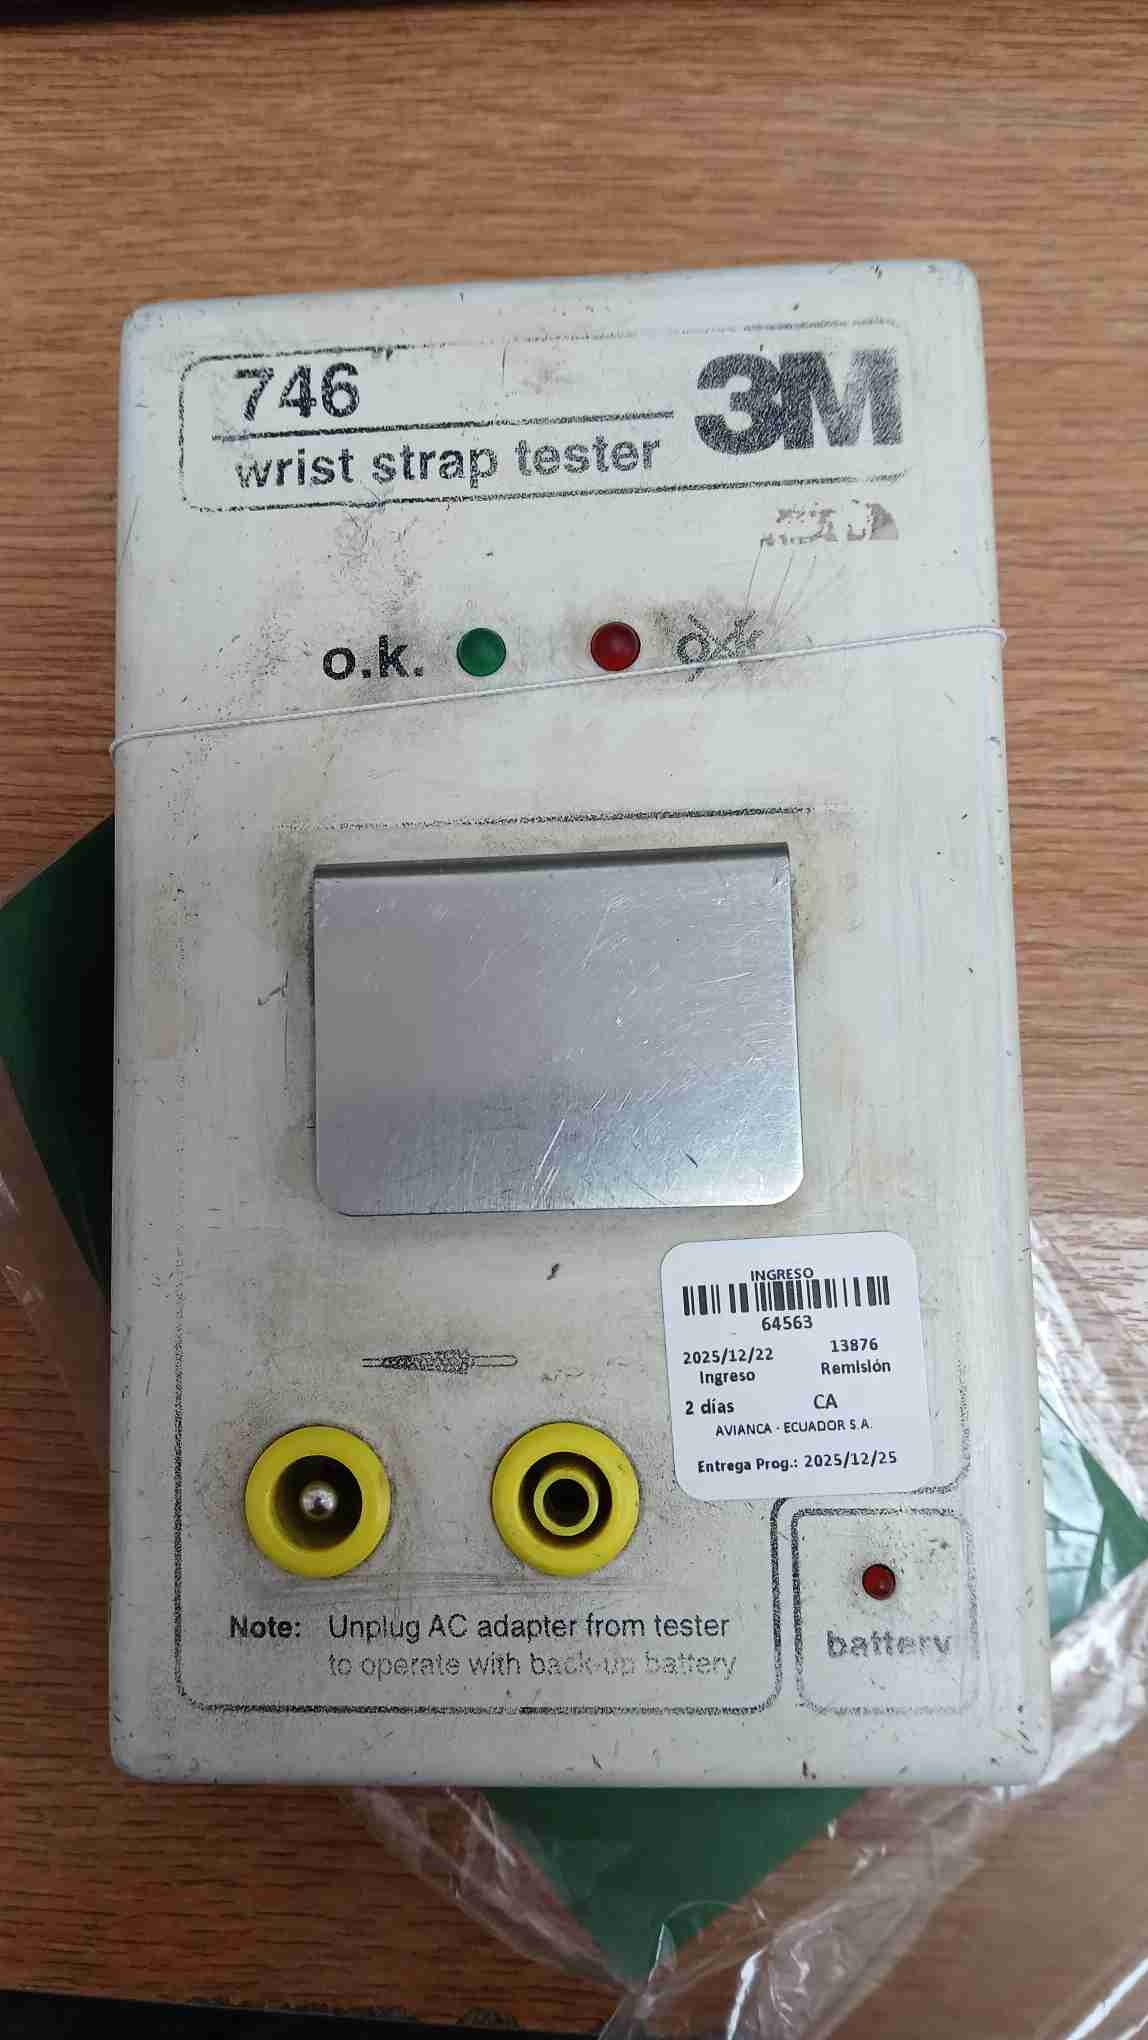 746
3M
wrist strap tester
o.k.
INGRESO
64563
2025/12/22 13876
Ingreso Remisión
2 días CA
AVIANCA - ECUADOR S.A.
Entrega Prog.: 2025/12/25
Note: Unplug AC adapter from tester
to operate with back-up battery
battery